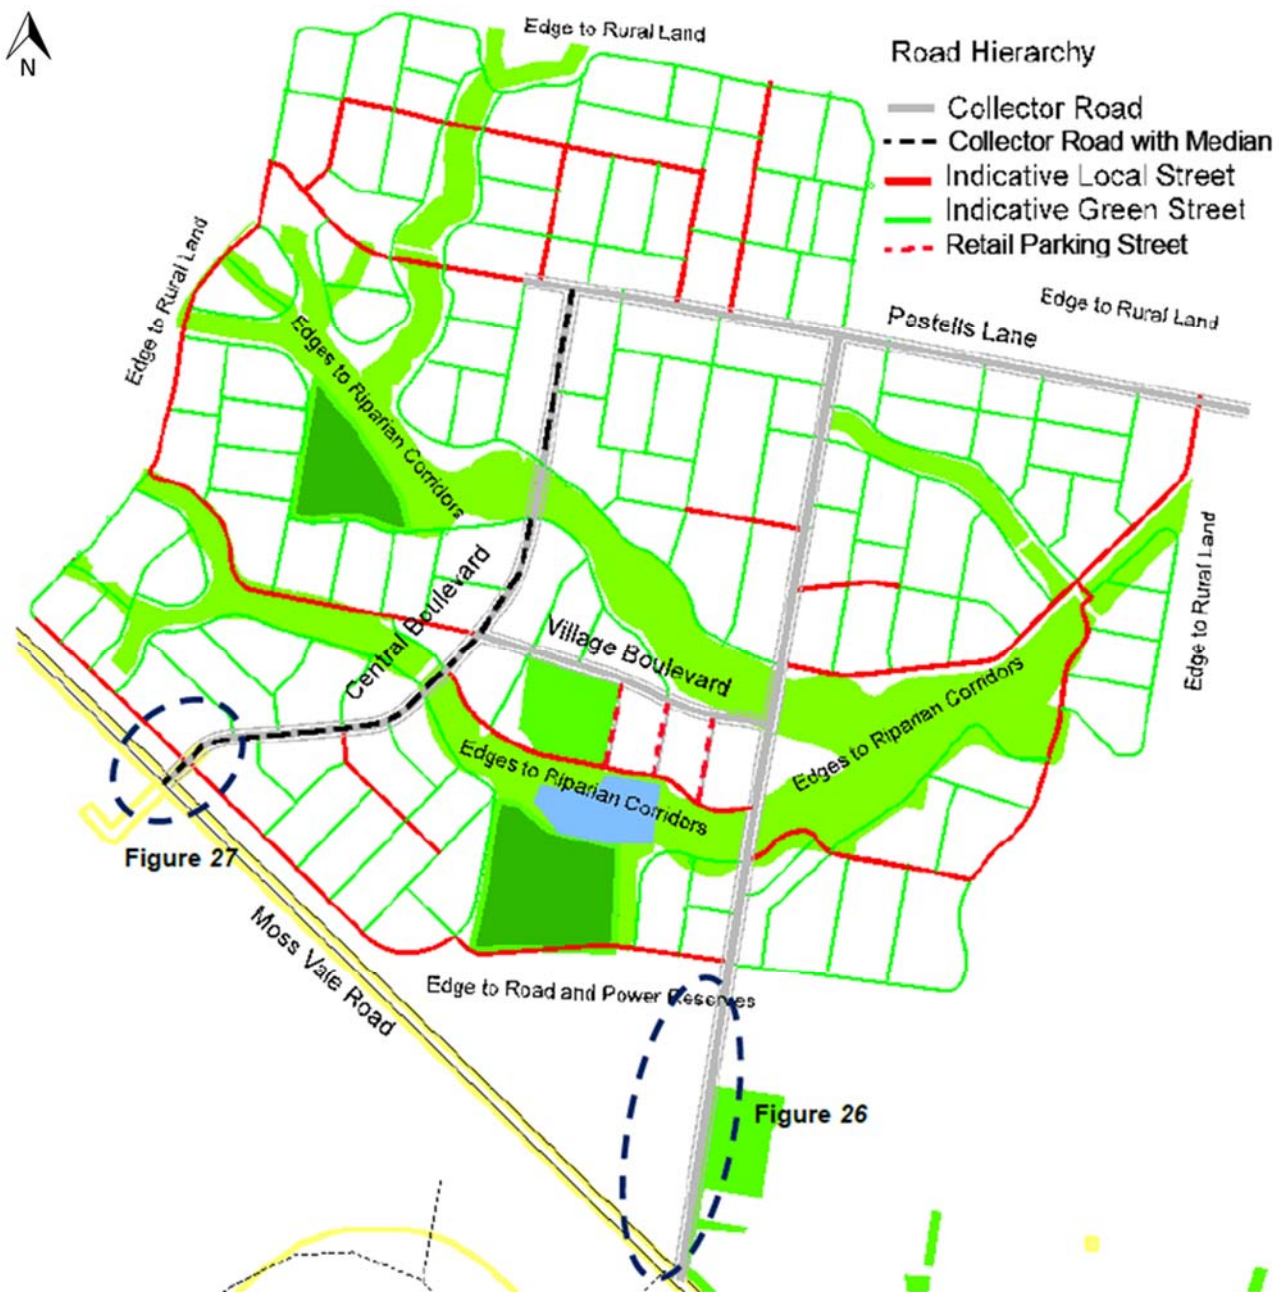 Edge to Rural Land
N
Road Hierarchy
Collector Road
Collector Road with Median
Indicative Local Street
Indicative Green Street
Retail Parking Street
Edge to Rural Land
Edge to Rural Land
Pestells Lane
Edges to Riparian Corridors
Edge to Rural Land
Central Boulevard
Village Boulevard
Edges to Riparian Corridors
Edges to Riparian Corridors
Figure 27
Moss Vale Road
Edge to Road and Power Reserves
Figure 26